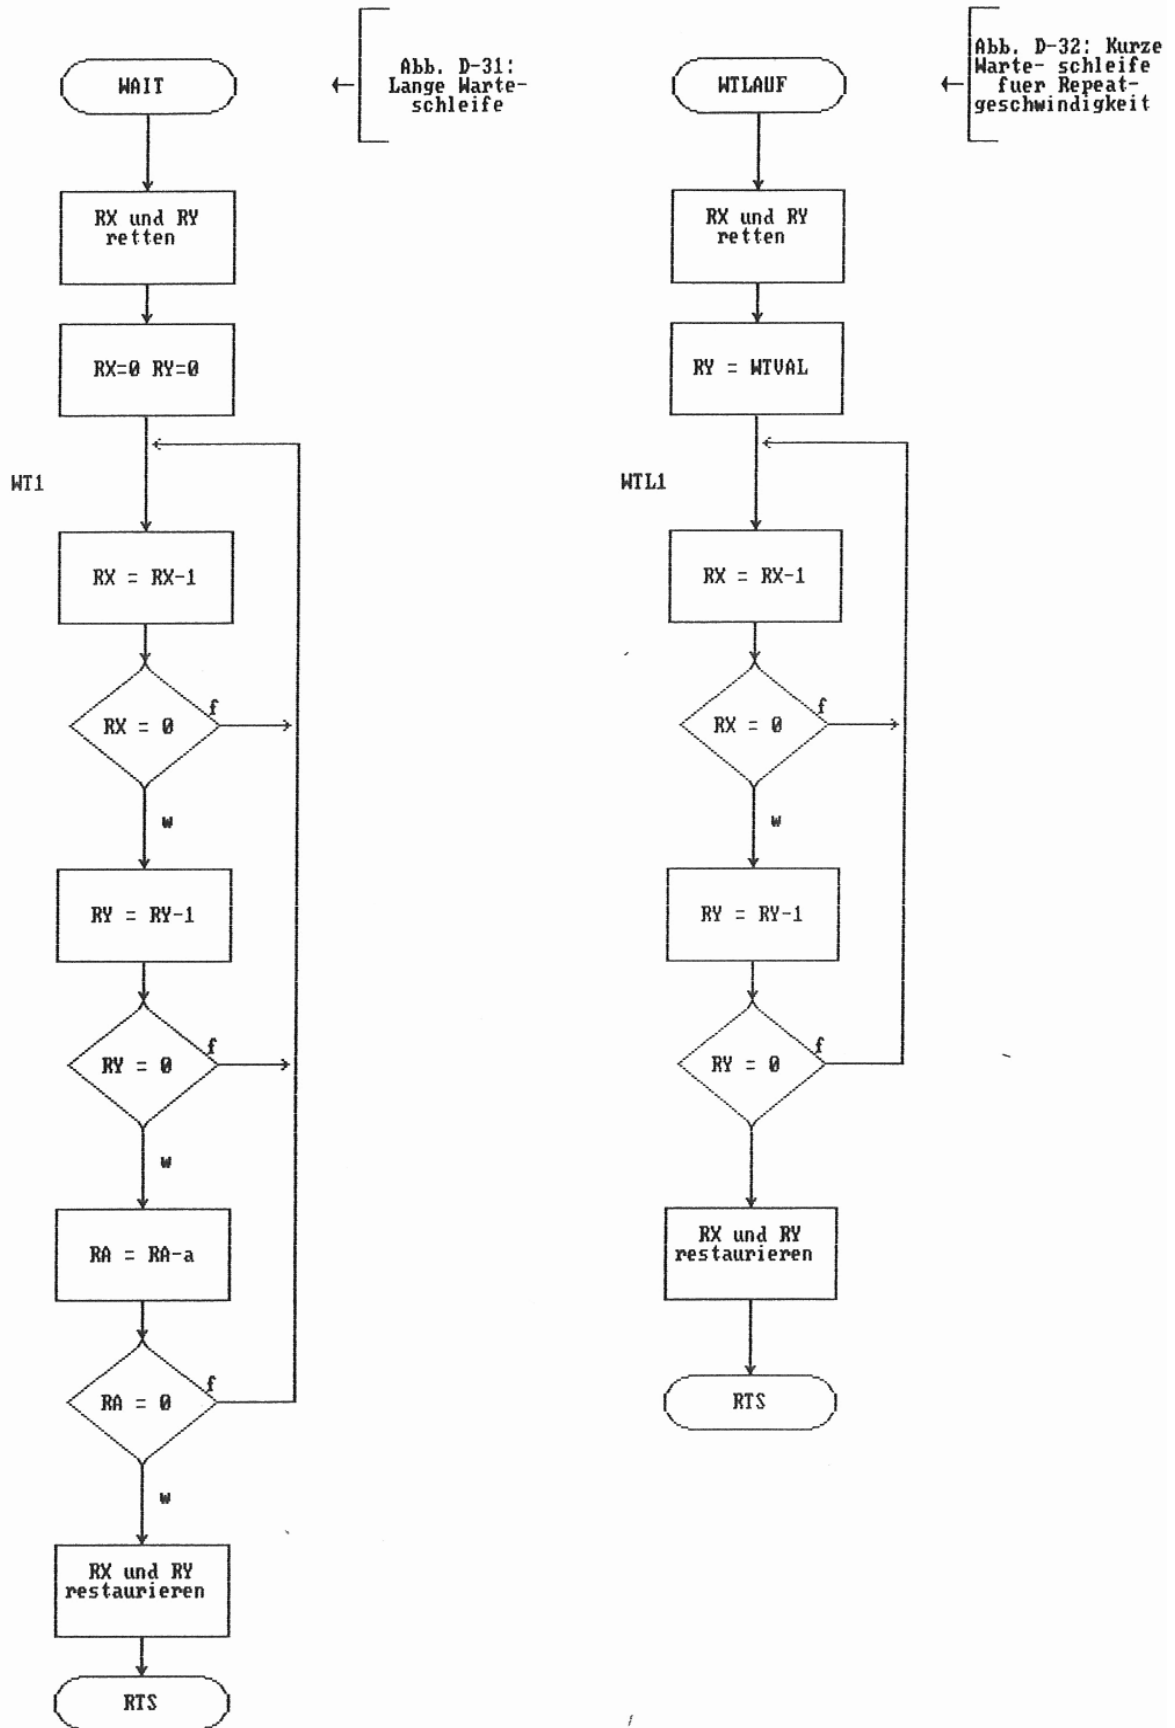 WAIT
Abb. D-31:
Lange Warte-
schleife
RX und RY
retten
RX=0 RY=0
WT1
RX = RX-1
RX = 0
f
w
RY = RY-1
RY = 0
f
w
RA = RA-a
RA = 0
f
w
RX und RY
restaurieren
RTS
WTLAUF
Abb. D-32: Kurze
Warte- schleife
fuer Repeat-
geschwindigkeit
RX und RY
retten
RY = WTVAL
WTL1
RX = RX-1
RX = 0
f
w
RY = RY-1
RY = 0
f
RX und RY
restaurieren
RTS